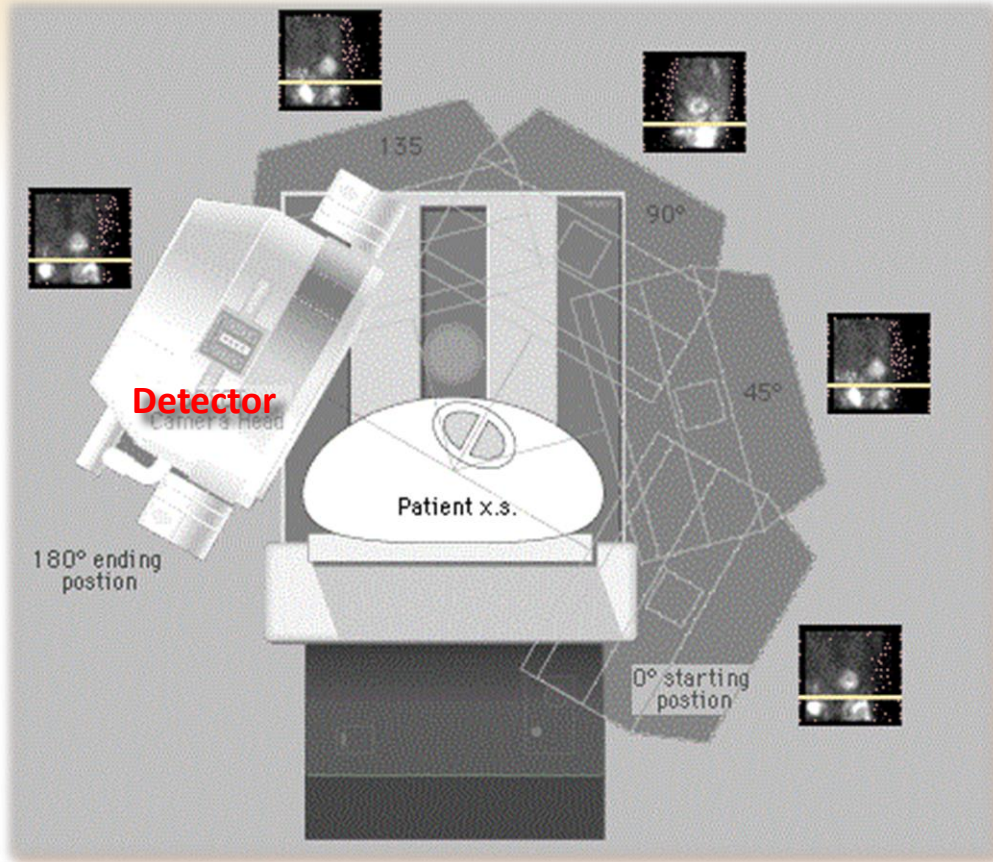 135
90°
45°
Detector
Camera Head
Patient x.s.
180° ending
postion
0° starting
postion